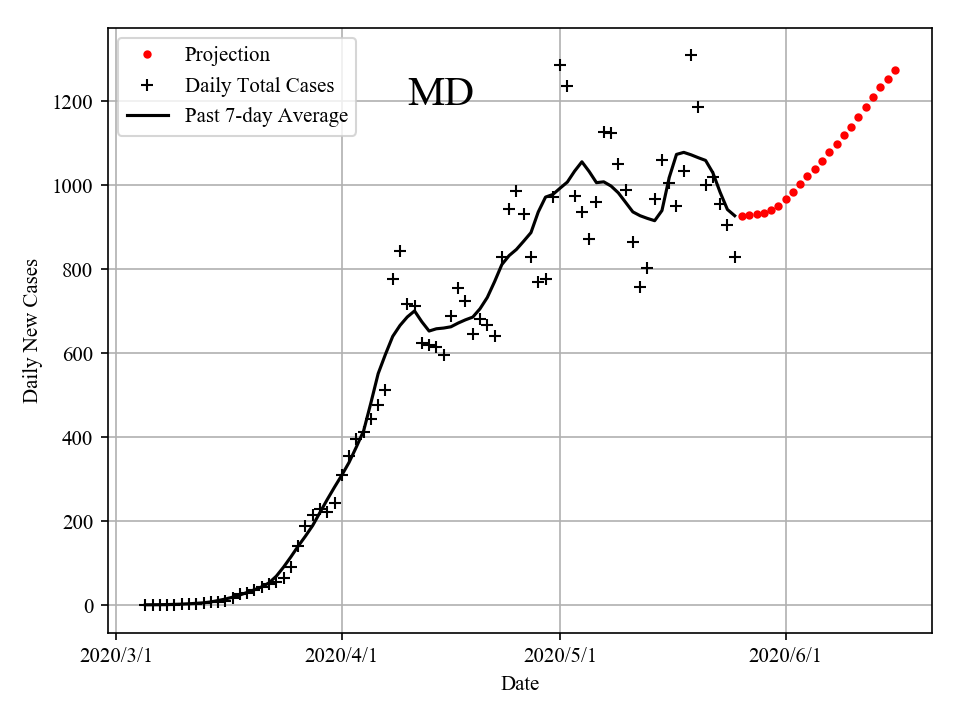 Projection
Daily Total Cases
Past 7-day Average
MD
1200
1000
800
600
400
200
0
Daily New Cases
2020/3/1 2020/4/1 2020/5/1 2020/6/1
Date